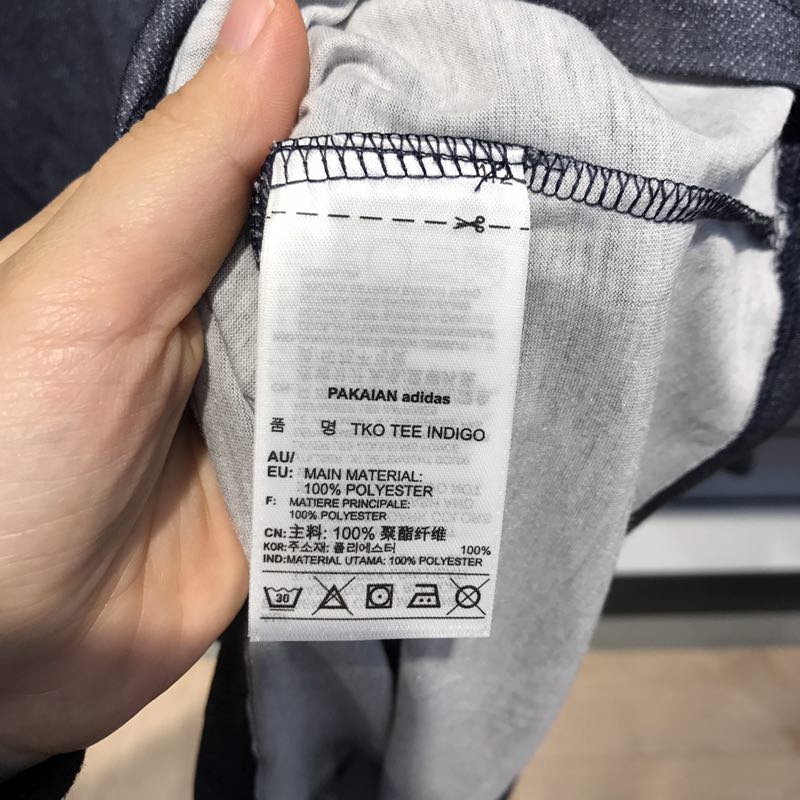 PAKAIAN adidas
품 명 TKO TEE INDIGO
AU/
EU: MAIN MATERIAL:
100% POLYESTER
F: MATIERE PRINCIPALE:
100% POLYESTER
CN:主料: 100% 聚酯纤维
KOR:주소재: 폴리에스터 100%
IND:MATERIAL UTAMA: 100% POLYESTER
30